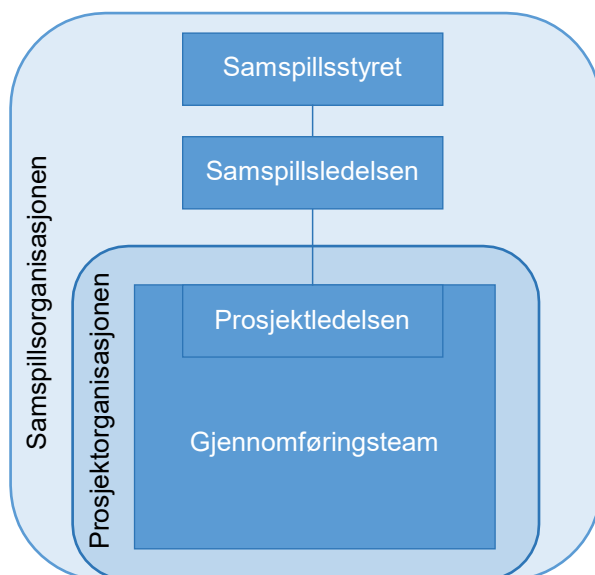 Samspillsstyret
Samspillsledelsen
Prosjektledelsen
Gjennomføringsteam
Samspillsorganisasjonen
Prosjektorganisasjonen